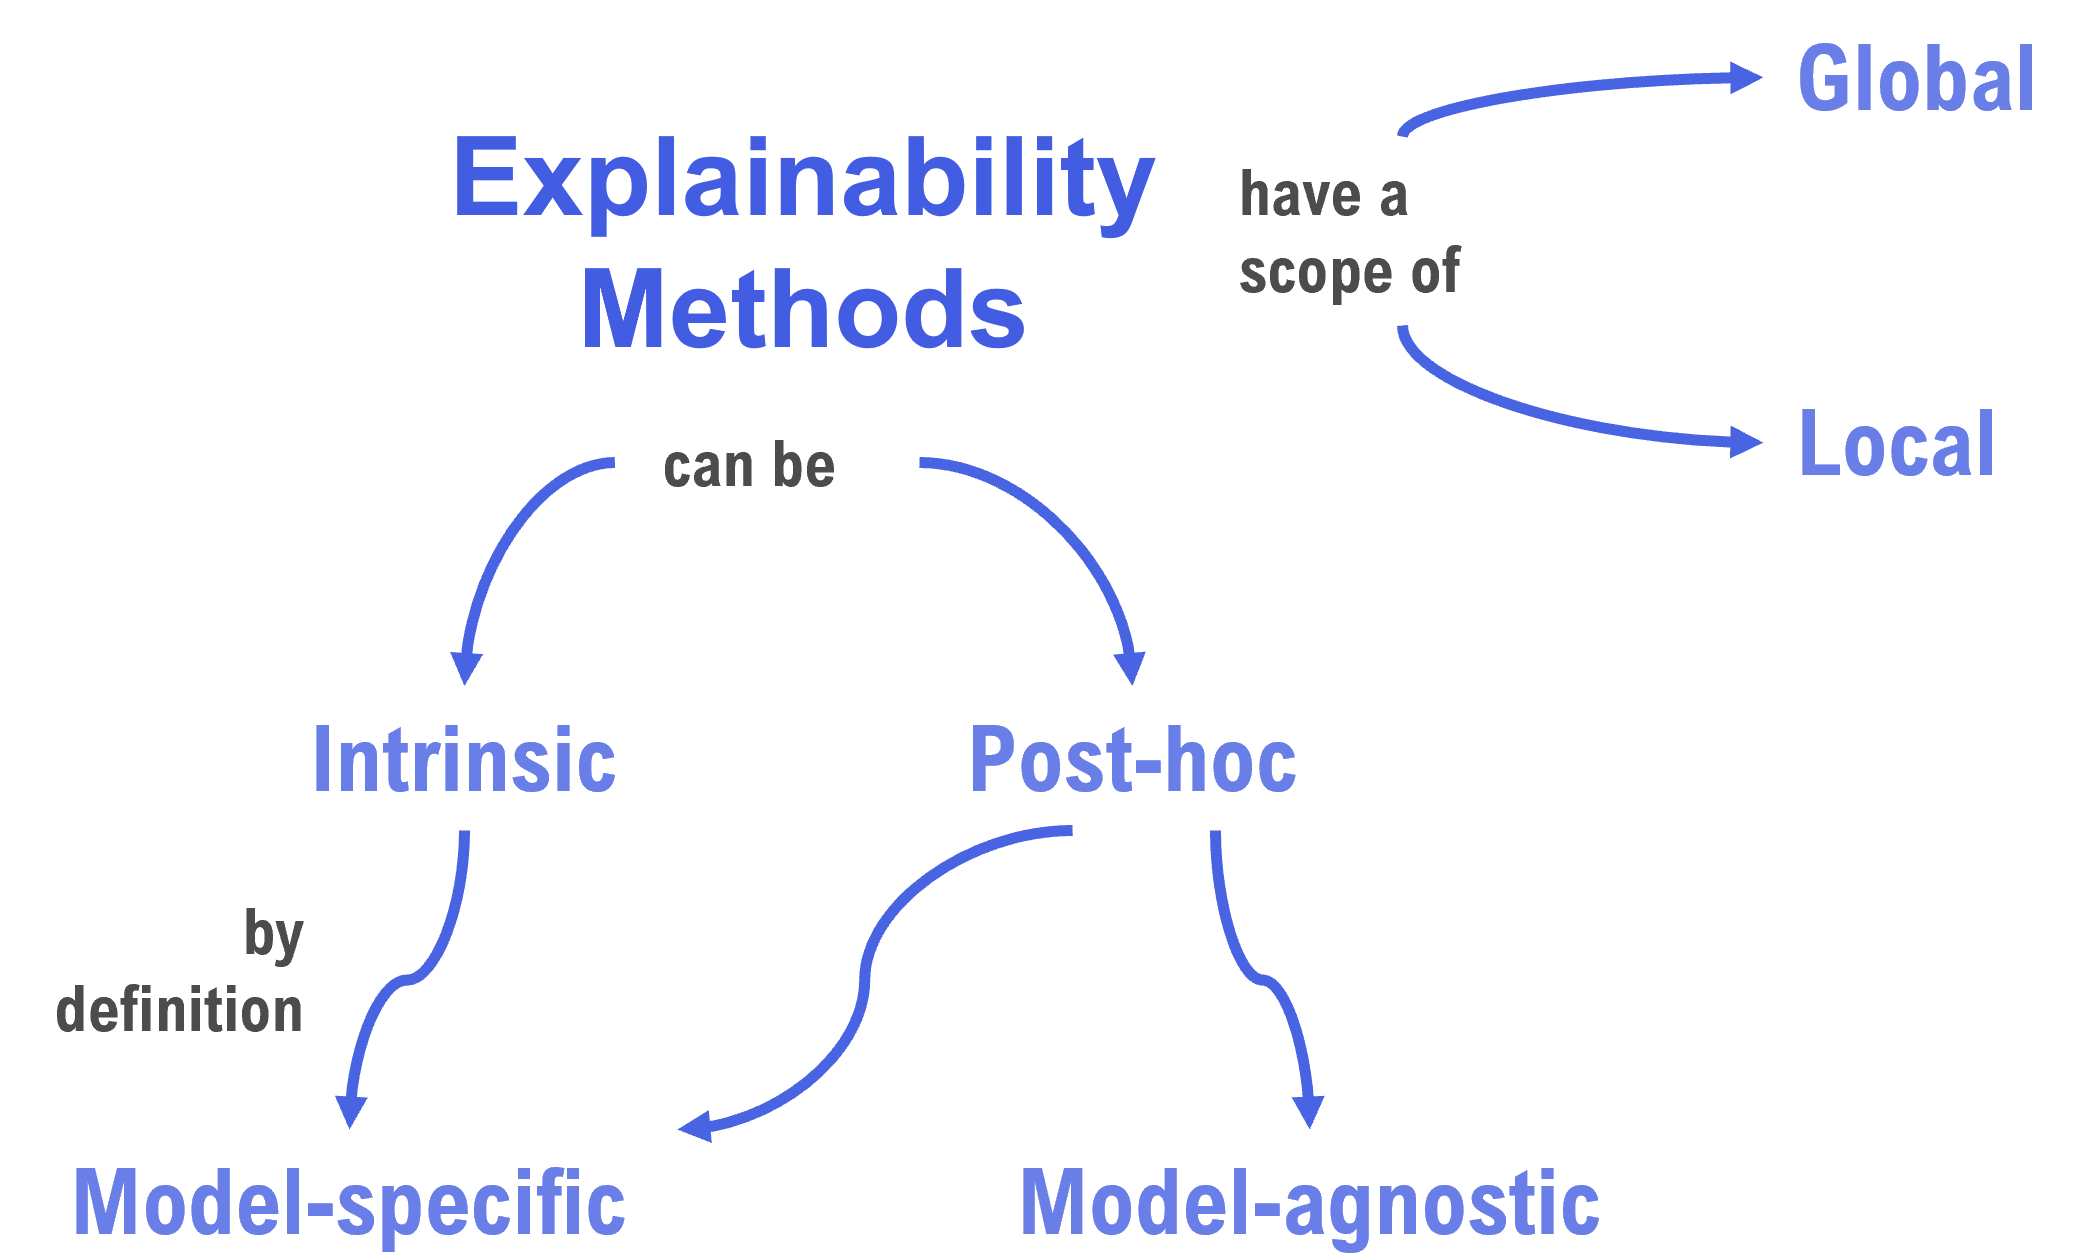 Global
Explainability
Methods
have a
scope of
Local
can be
Intrinsic
Post-hoc
by
definition
Model-specific
Model-agnostic